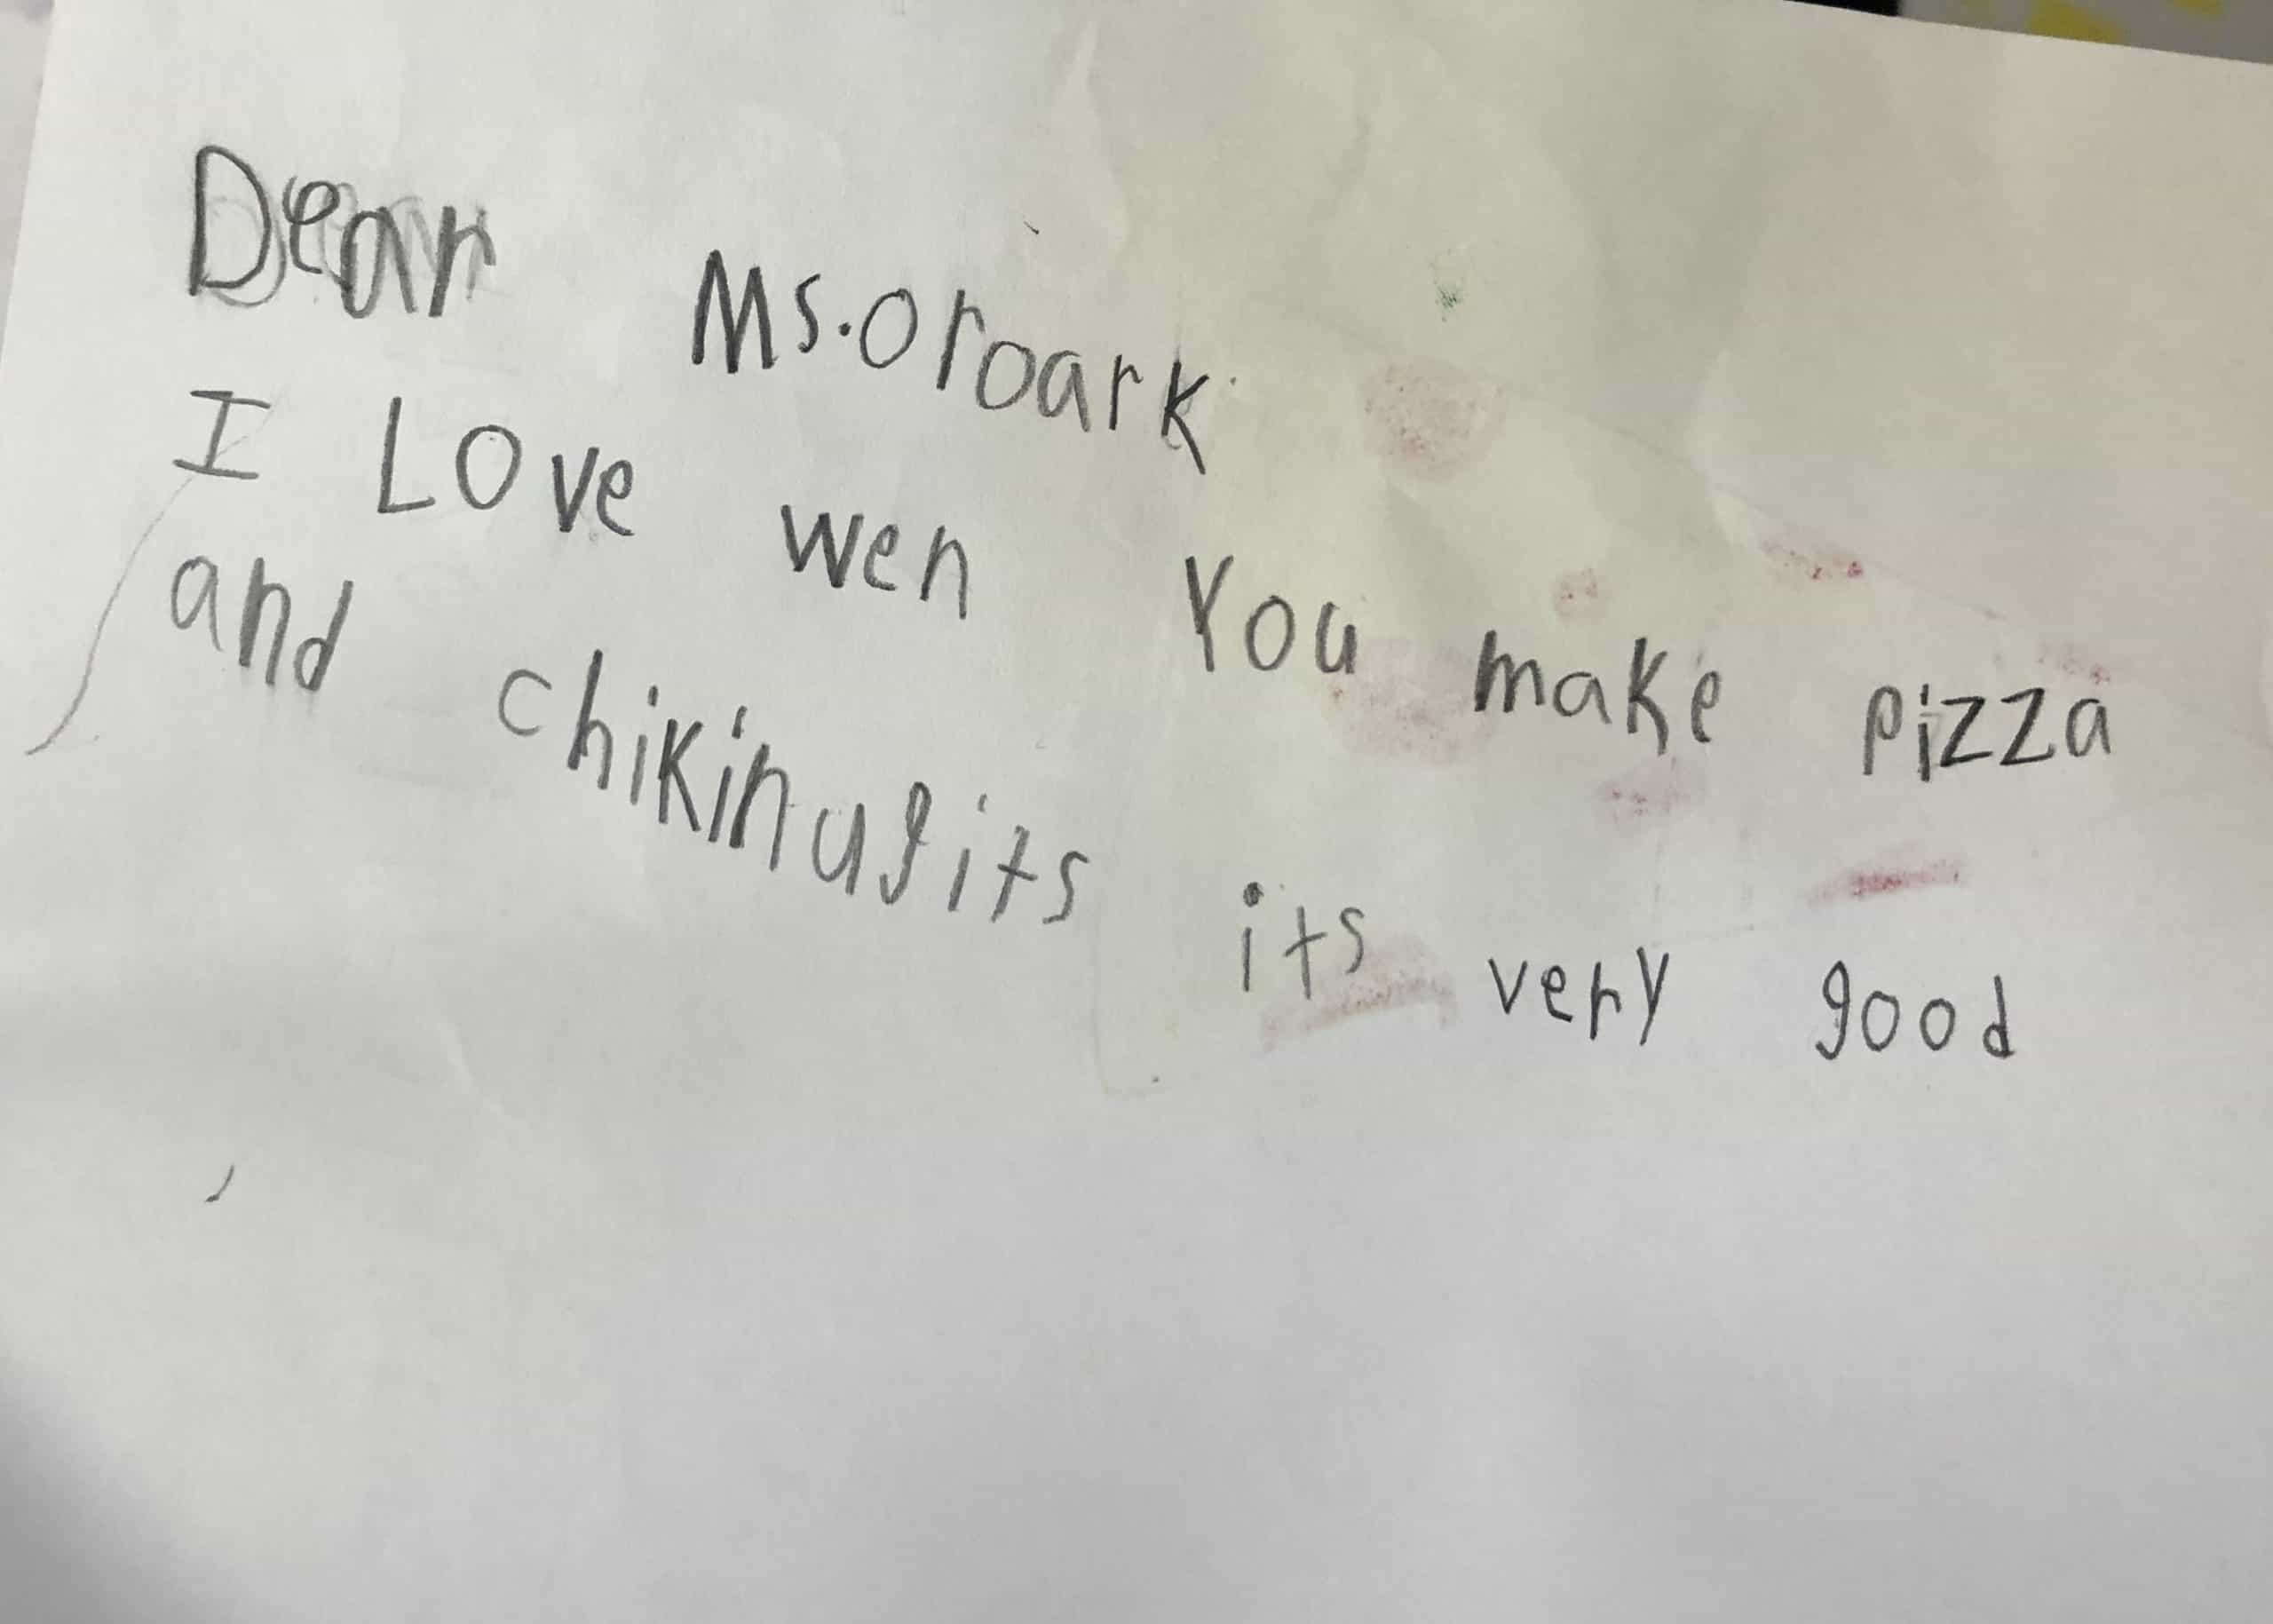 Dear Ms.oroark
I LOve wen You make pizza
and chikinugits its very good